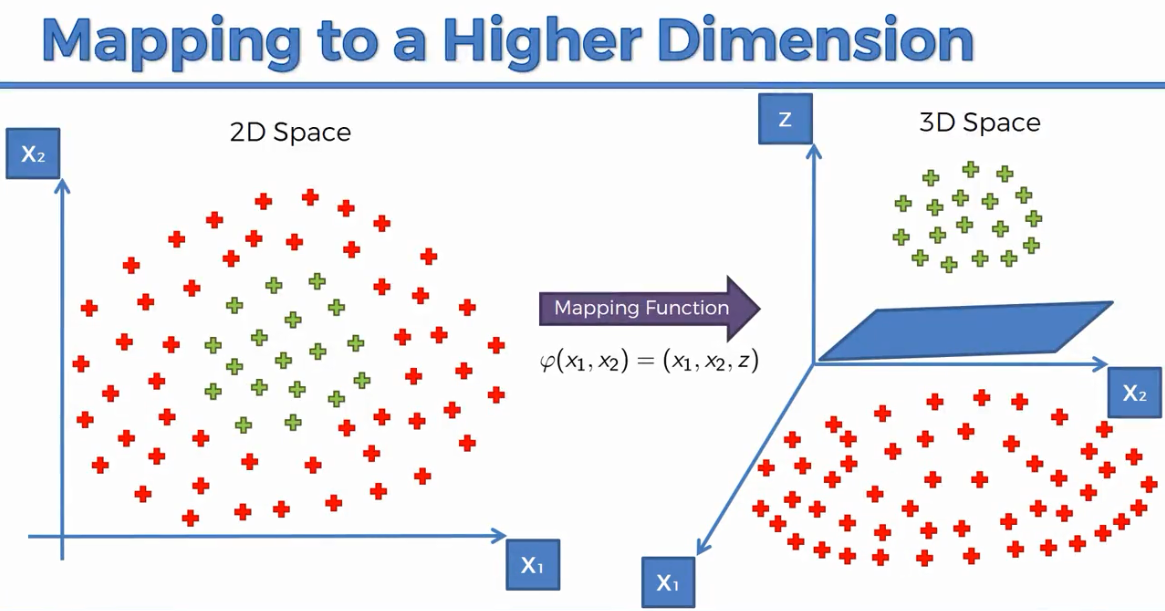 Mapping to a Higher Dimension
2D Space
X₂
X₁
Mapping Function
φ(x₁, x₂) = (x₁, x₂, z)
3D Space
Z
X₂
X₁